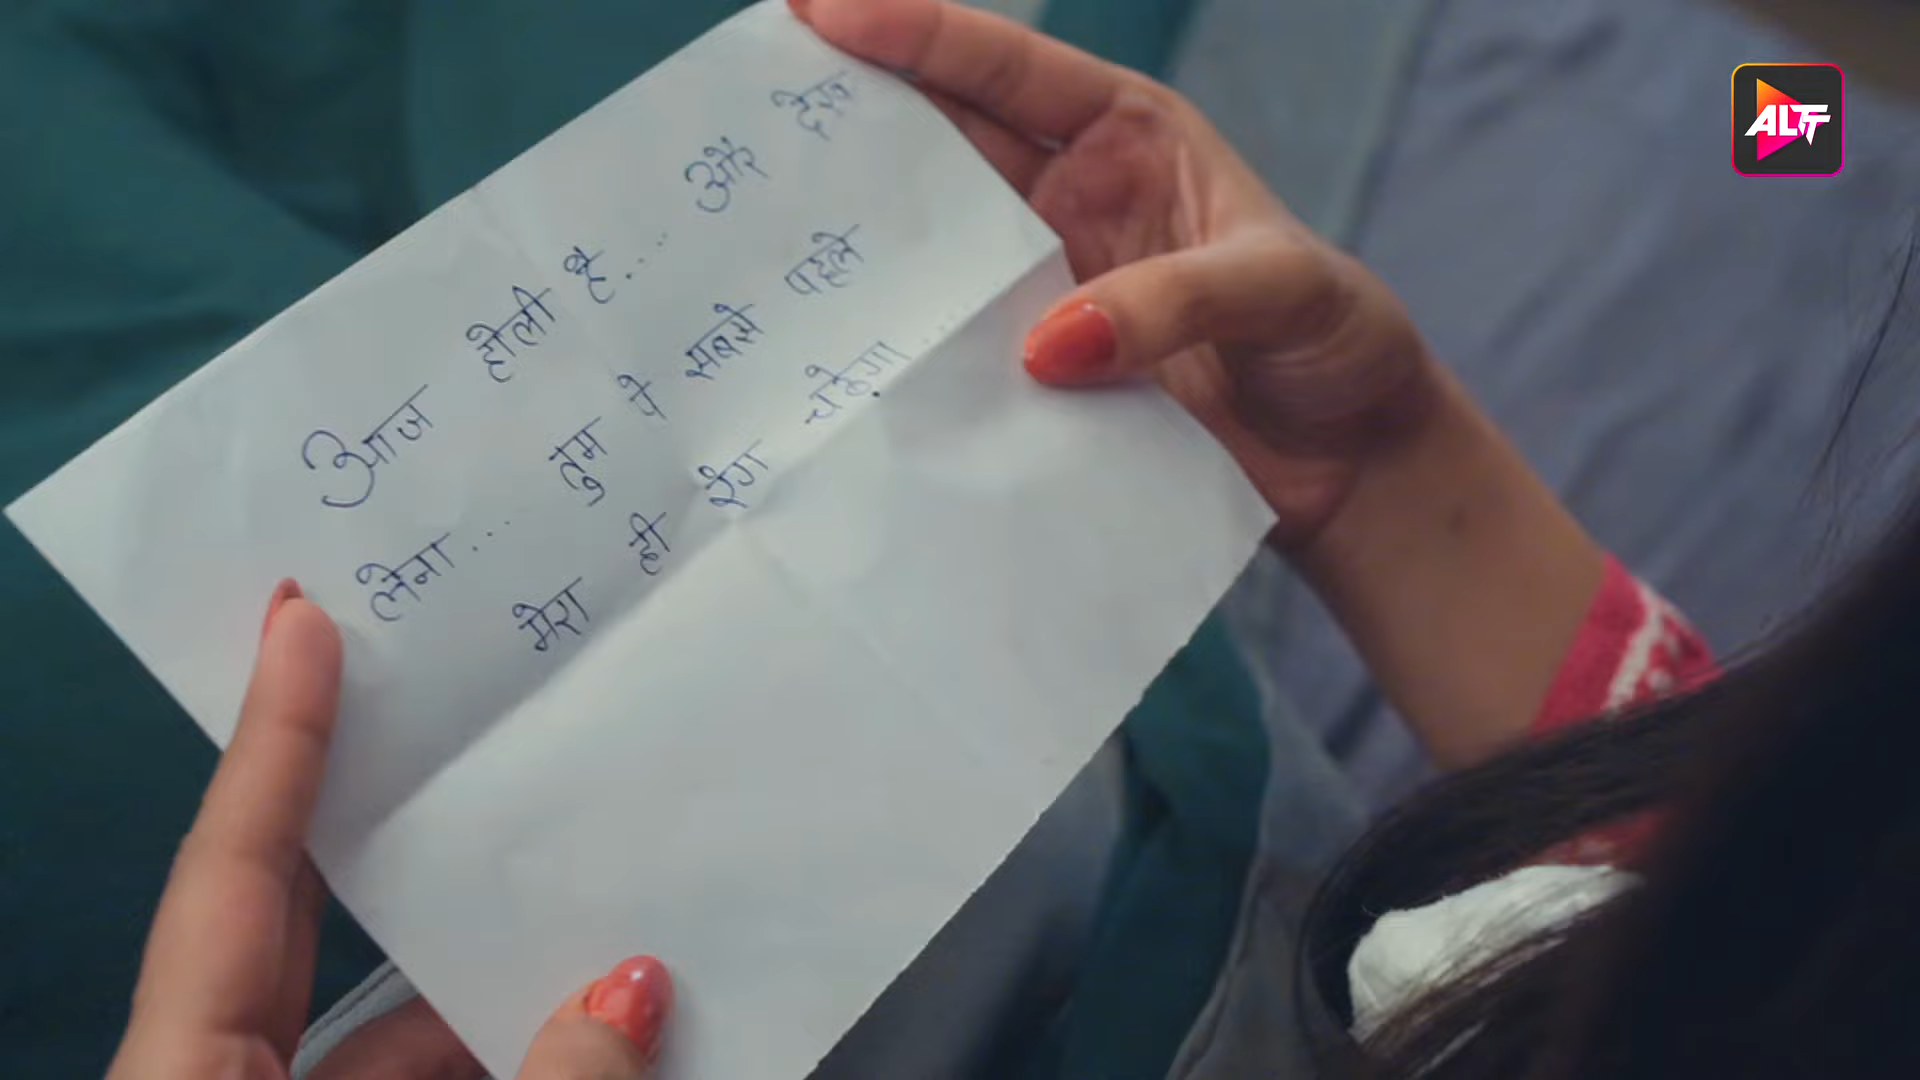 आज होली है.... और देख
लेना... तुम पे सबसे पहले
मेरा ही रंग चढेगा...
ALTT